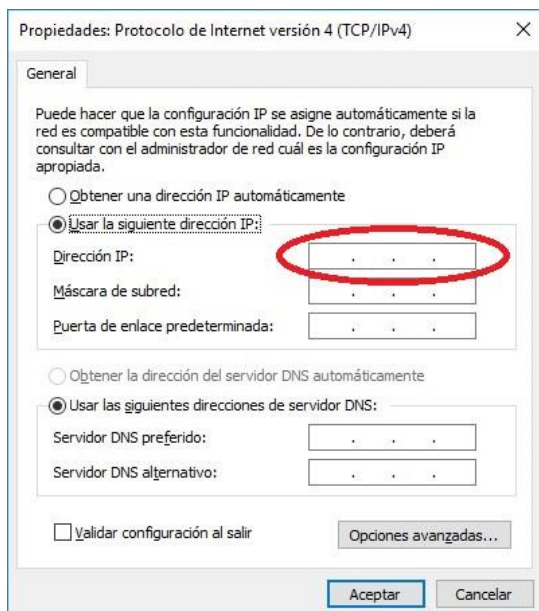 Propiedades: Protocolo de Internet versión 4 (TCP/IPv4)
General
Puede hacer que la configuración IP se asigne automáticamente si la
red es compatible con esta funcionalidad. De lo contrario, deberá
consultar con el administrador de red cuál es la configuración IP
apropiada.
Obtener una dirección IP automáticamente
Usar la siguiente dirección IP:
Dirección IP:
Máscara de subred:
Puerta de enlace predeterminada:
Obtener la dirección del servidor DNS automáticamente
Usar las siguientes direcciones de servidor DNS:
Servidor DNS preferido:
Servidor DNS alternativo:
Validar configuración al salir
Opciones avanzadas...
Aceptar
Cancelar